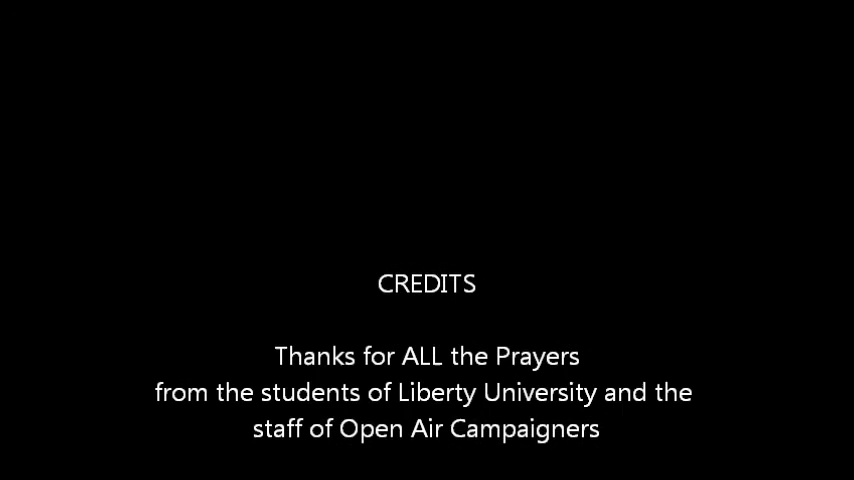 CREDITS
Thanks for ALL the Prayers
from the students of Liberty University and the
staff of Open Air Campaigners